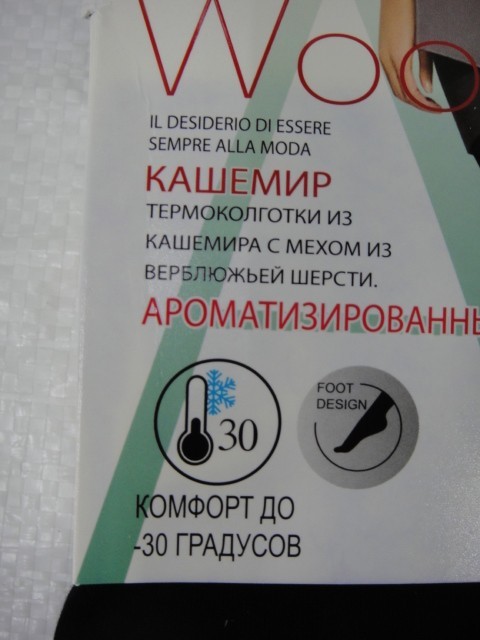 Woo
IL DESIDERIO DI ESSERE
SEMPRE ALLA MODA
КАШЕМИР
ТЕРМОКОЛГОТКИ ИЗ
КАШЕМИРА С МЕХОМ ИЗ
ВЕРБЛЮЖЬЕЙ ШЕРСТИ.
АРОМАТИЗИРОВАННЫ
30
FOOT
DESIGN
КОМФОРТ ДО
-30 ГРАДУСОВ